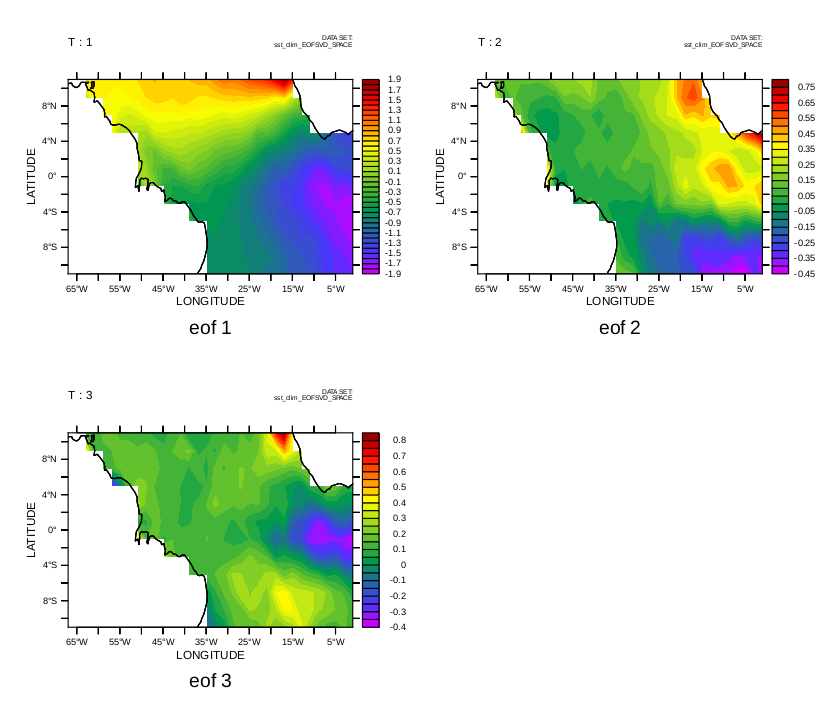 T : 1
DATA SET:
sst_clim_EOFSVD_SPACE
8°N
4°N
0°
4°S
8°S
LATITUDE
65°W 55°W 45°W 35°W 25°W 15°W 5°W
LONGITUDE
1.9
1.7
1.5
1.3
1.1
0.9
0.7
0.5
0.3
0.1
-0.1
-0.3
-0.5
-0.7
-0.9
-1.1
-1.3
-1.5
-1.7
-1.9
eof 1
T : 2
DATA SET:
sst_clim_EOFSVD_SPACE
8°N
4°N
0°
4°S
8°S
LATITUDE
65°W 55°W 45°W 35°W 25°W 15°W 5°W
LONGITUDE
0.75
0.65
0.55
0.45
0.35
0.25
0.15
0.05
-0.05
-0.15
-0.25
-0.35
-0.45
eof 2
T : 3
DATA SET:
sst_clim_EOFSVD_SPACE
8°N
4°N
0°
4°S
8°S
LATITUDE
65°W 55°W 45°W 35°W 25°W 15°W 5°W
LONGITUDE
0.8
0.7
0.6
0.5
0.4
0.3
0.2
0.1
0
-0.1
-0.2
-0.3
-0.4
eof 3